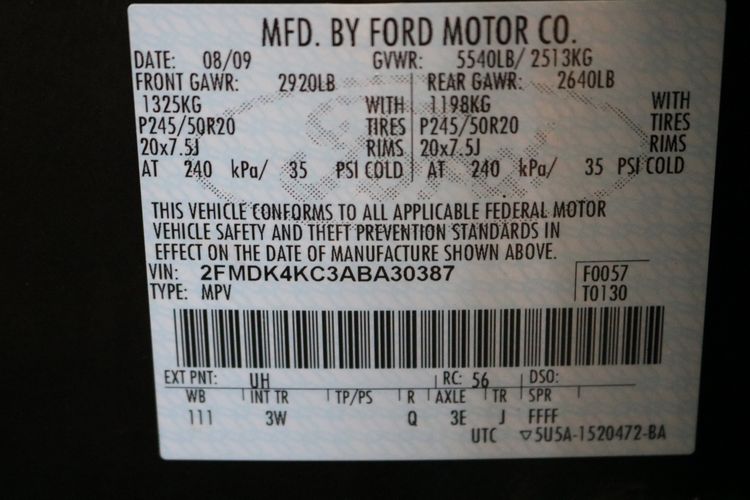 MFD. BY FORD MOTOR CO.
DATE: 08/09 GVWR: 5540LB/ 2513KG
FRONT GAWR: 2920LB REAR GAWR: 2640LB
1325KG WITH 1198KG WITH
P245/50R20 TIRES P245/50R20 TIRES
20x7.5J RIMS 20x7.5J RIMS
AT 240 kPa/ 35 PSI COLD AT 240 kPa/ 35 PSI COLD
THIS VEHICLE CONFORMS TO ALL APPLICABLE FEDERAL MOTOR
VEHICLE SAFETY AND THEFT PREVENTION STANDARDS IN
EFFECT ON THE DATE OF MANUFACTURE SHOWN ABOVE.
VIN: 2FMDK4KC3ABA30387 F0057
TYPE: MPV T0130
EXT PNT: UH RC: 56 DSO:
WB INT TR TP/PS R AXLE TR SPR
111 3W Q 3E J FFFF
UTC ▽5U5A-1520472-BA